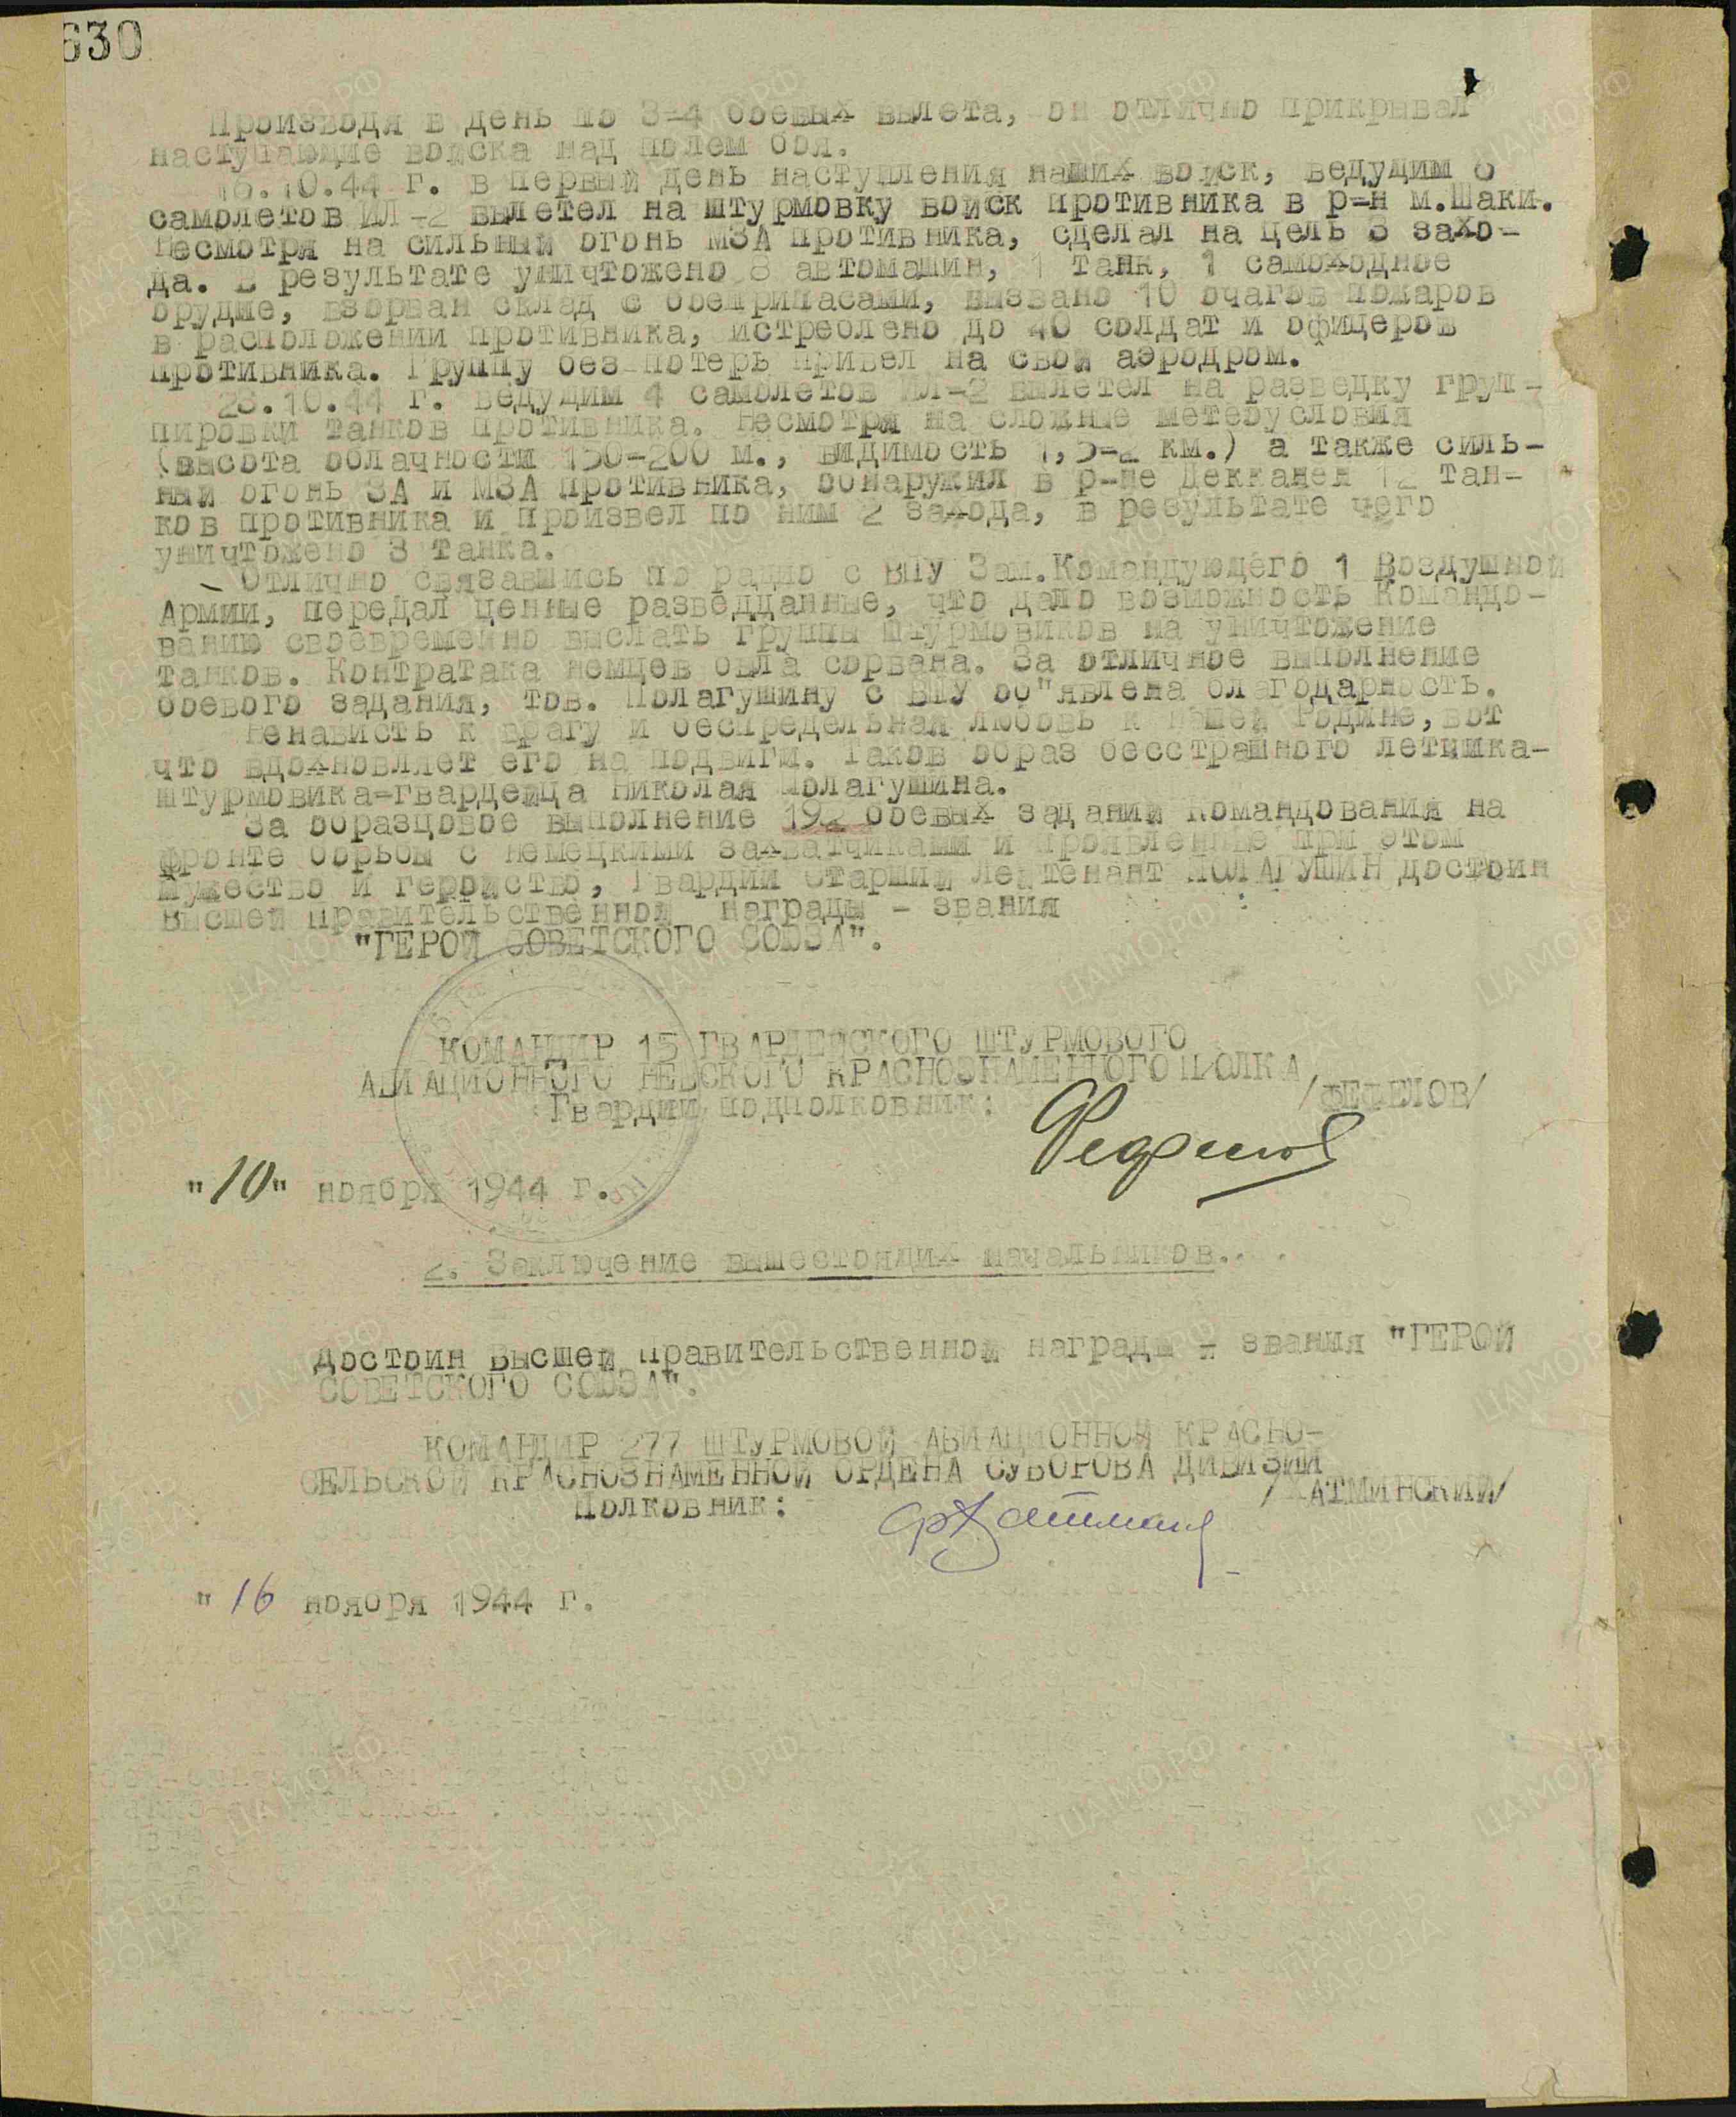 630
Производя в день по 3-4 боевых вылета, он отлично прикрывал
наступающие войска над полем боя.
16.10.44 г. в первый день наступления наших войск, ведущим 8
самолетов ИЛ-2 вылетел на штурмовку войск противника в р-н м.Шаки.
Несмотря на сильный огонь МЗА противника, сделал на цель 3 захо-
да. В результате уничтожено 8 автомашин, 1 танк, 1 самоходное
орудие, взорван склад с боеприпасами, вызвано 10 очагов пожаров
в расположении противника, истреблено до 40 солдат и офицеров
противника. Группу без потерь привел на свой аэродром.
28.10.44 г. ведущим 4 самолетов Ил-2 вылетел на разведку груп-
пировки танков противника. Несмотря на сложные метеоусловия
(высота облачности 150-200 м., видимость 1,5-2 км.) а также силь-
ный огонь ЗА и МЗА противника, обнаружил в р-не Декканен 12 тан-
ков противника и произвел по ним 2 захода, в результате чего
уничтожено 3 танка.
Отлично связавшись по радио с ВПУ Зам.Командующего 1 Воздушной
Армии, передал ценные разведданные, что дало возможность Командо-
ванию своевременно выслать группы штурмовиков на уничтожение
танков. Контратака немцев была сорвана. За отличное выполнение
боевого задания, тов. Полагушину с ВПУ об"явлена благодарность.
Ненависть к врагу и беспредельная любовь к нашей Родине, вот
что вдохновляет его на подвиги. Таков образ бесстрашного летчика-
штурмовика-гвардейца Николая Полагушина.
За образцовое выполнение 192 боевых заданий Командования на
фронте борьбы с немецкими захватчиками и проявленные при этом
мужество и геройство, Гвардии Старший Лейтенант ПОЛАГУШИН достоин
Высшей Правительственной награды - звания
"ГЕРОЙ СОВЕТСКОГО СОЮЗА".
КОМАНДИР 15 ГВАРДЕЙСКОГО ШТУРМОВОГО
АВИАЦИОННОГО НЕВСКОГО КРАСНОЗНАМЕННОГО ПОЛКА
Гвардии подполковник: /ФЕФЕЛОВ/
"10" ноября 1944 г.
2. Заключение вышестоящих начальников.
Достоин Высшей Правительственной награды - звания "ГЕРОЙ
СОВЕТСКОГО СОЮЗА".
КОМАНДИР 277 ШТУРМОВОЙ АВИАЦИОННОЙ КРАСНО-
СЕЛЬСКОЙ КРАСНОЗНАМЕННОЙ ОРДЕНА СУВОРОВА ДИВИЗИИ
Полковник: /ХАТМИНСКИЙ/
"16 ноября 1944 г.